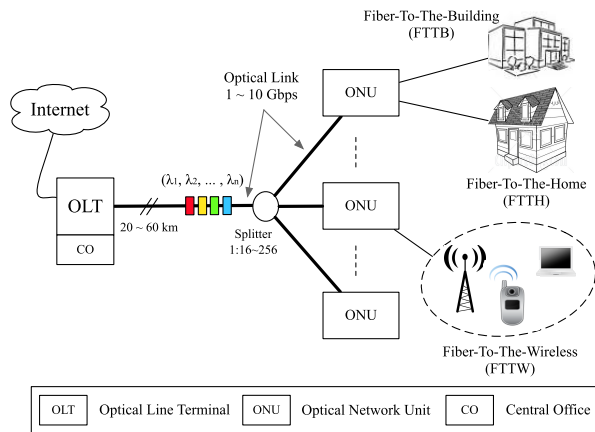 Fiber-To-The-Building
(FTTB)
Optical Link
1 ~ 10 Gbps
ONU
Internet
Fiber-To-The-Home
(FTTH)
(λ1, λ2, ... , λn)
OLT
CO
20 ~ 60 km
Splitter
1:16~256
ONU
ONU
Fiber-To-The-Wireless
(FTTW)
OLT Optical Line Terminal ONU Optical Network Unit CO Central Office